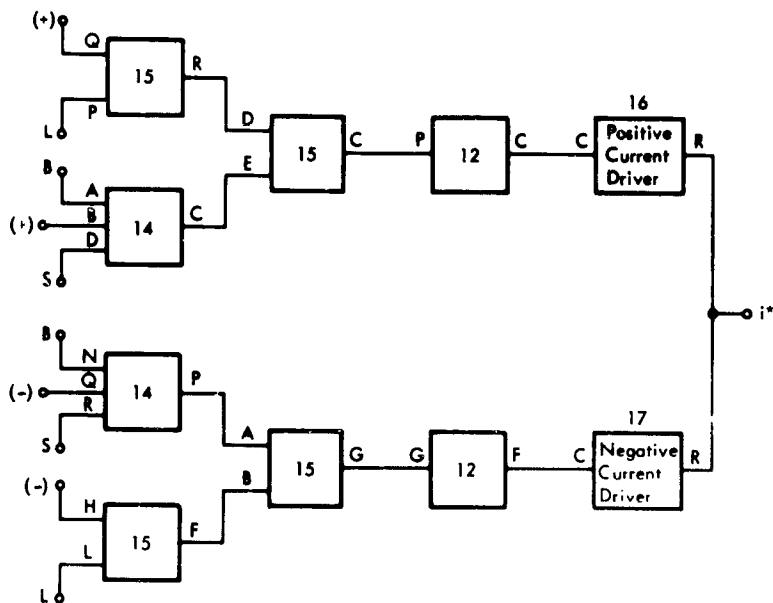 (+)
Q
15
R
P
L
D
16
15
C
P
12
C
C
Positive
Current
Driver
R
E
B
A
B
14
C
(+)
D
S
i*
B
N
Q
14
P
(-)
R
S
A
17
15
G
G
12
F
C
Negative
Current
Driver
R
B
(-)
H
15
F
L
L